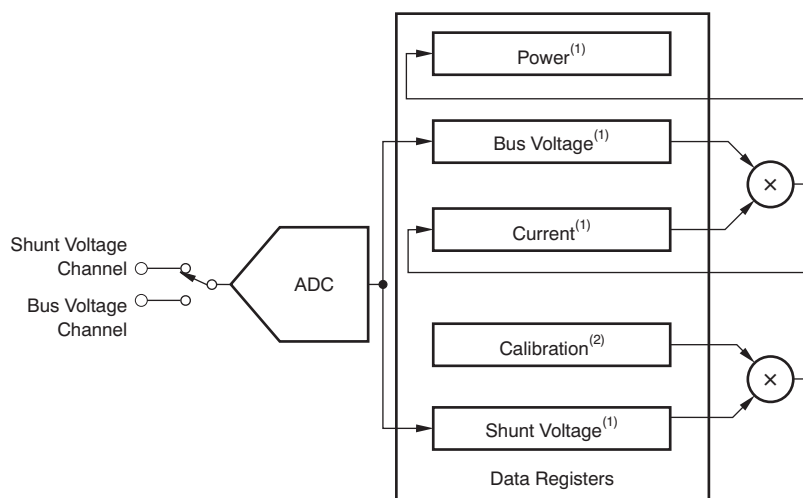 Power(1)
Bus Voltage(1)
×
Shunt Voltage
Channel
Current(1)
ADC
Bus Voltage
Channel
Calibration(2)
×
Shunt Voltage(1)
Data Registers